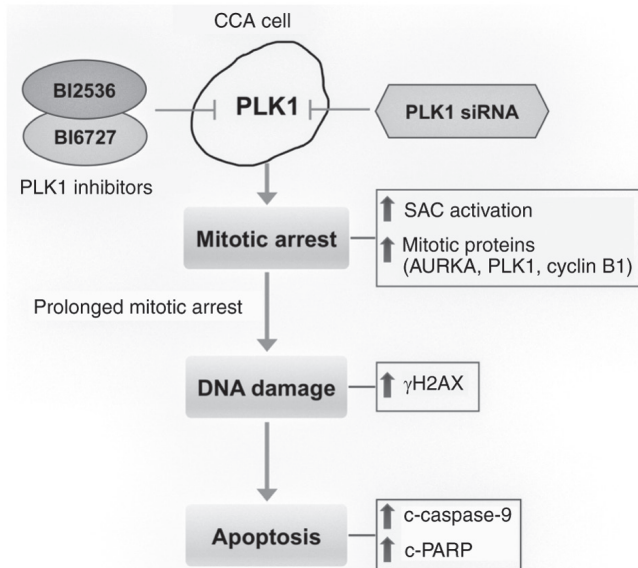 CCA cell
BI2536
BI6727
PLK1 inhibitors
PLK1
PLK1 siRNA
Mitotic arrest
SAC activation
Mitotic proteins
(AURKA, PLK1, cyclin B1)
Prolonged mitotic arrest
DNA damage
γH2AX
Apoptosis
c-caspase-9
c-PARP